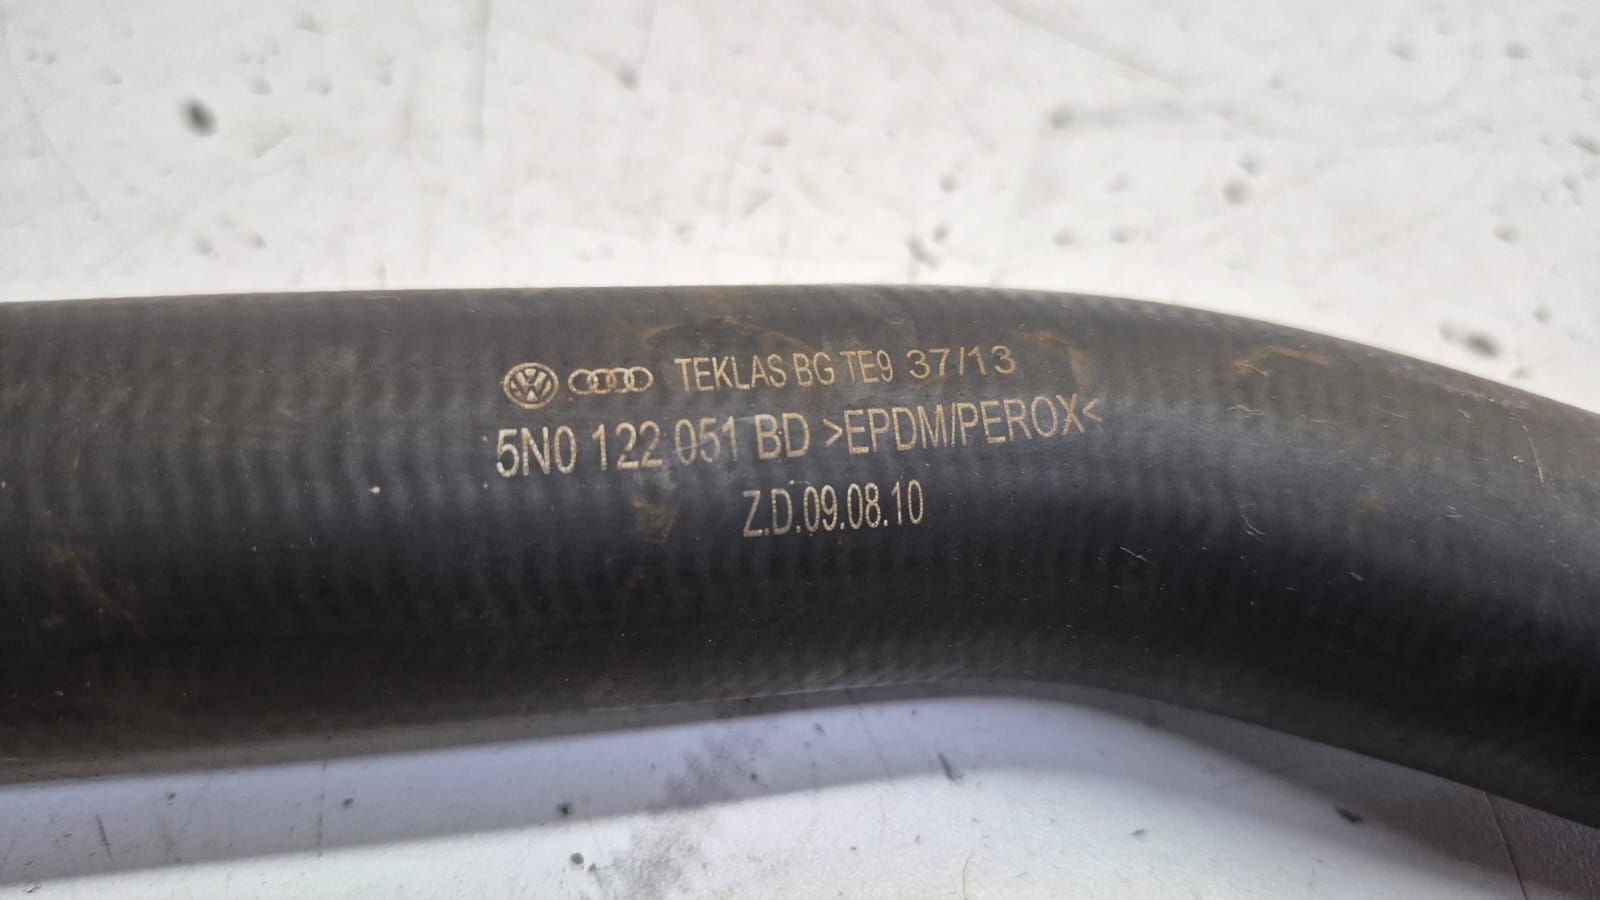 TEKLAS BG TE9 37/13
5N0 122 051 BD >EPDM/PEROX<
Z.D.09.08.10